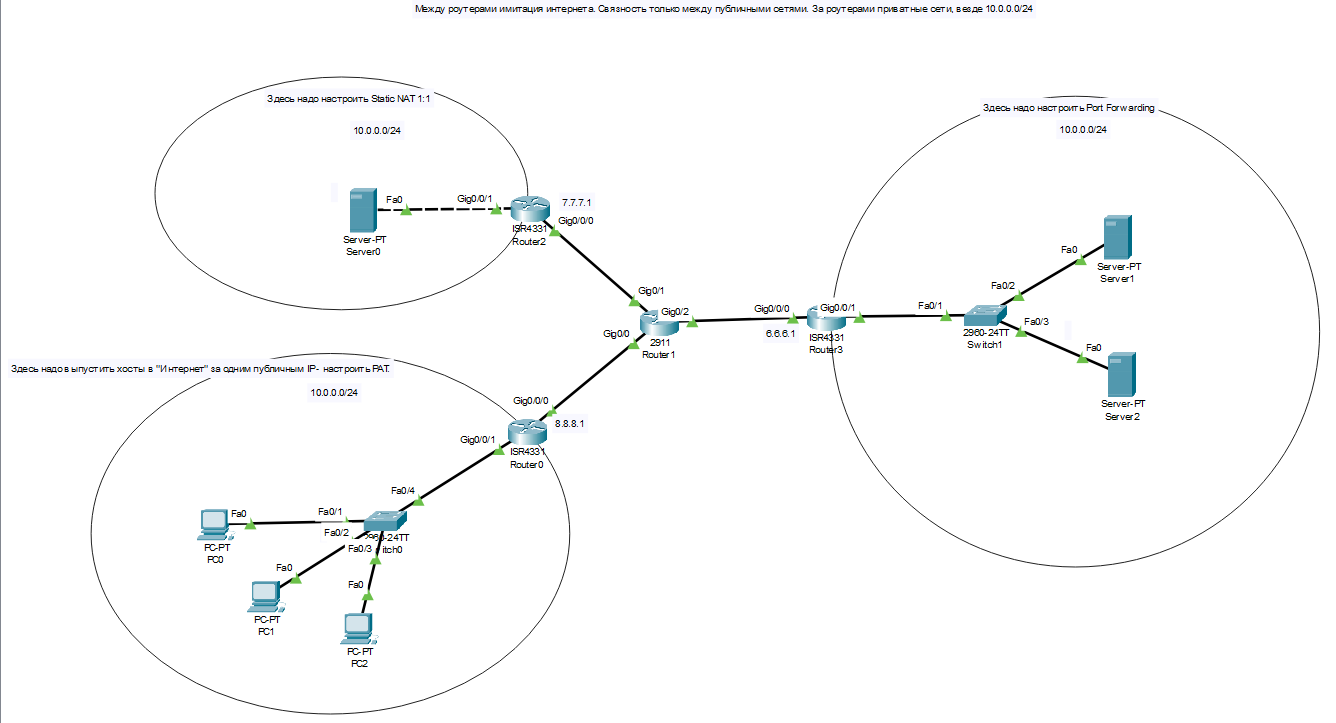 Между роутерами имитация интернета. Связность только между публичными сетями. За роутерами приватные сети, везде 10.0.0.0/24
Здесь надо настроить Static NAT 1:1
10.0.0.0/24
Fa0
Gig0/0/1
7.7.7.1
Gig0/0/0
Server-PT
Server0
ISR4331
Router2
Здесь надо настроить Port Forwarding
10.0.0.0/24
Gig0/1
Gig0/2
Gig0/0
2911
Router1
Gig0/0/0
6.6.6.1
Gig0/0/1
ISR4331
Router3
Fa0/1
Fa0/2
Fa0/3
2960-24TT
Switch1
Fa0
Server-PT
Server1
Fa0
Server-PT
Server2
Здесь надо выпустить хосты в "Интернет" за одним публичным IP- настроить PAT.
10.0.0.0/24
Gig0/0/0
8.8.8.1
Gig0/0/1
ISR4331
Router0
Fa0/4
Fa0/1
Fa0/2
Fa0/3
Fa0
PC-PT
PC0
Fa0
PC-PT
PC1
Fa0
PC-PT
PC2